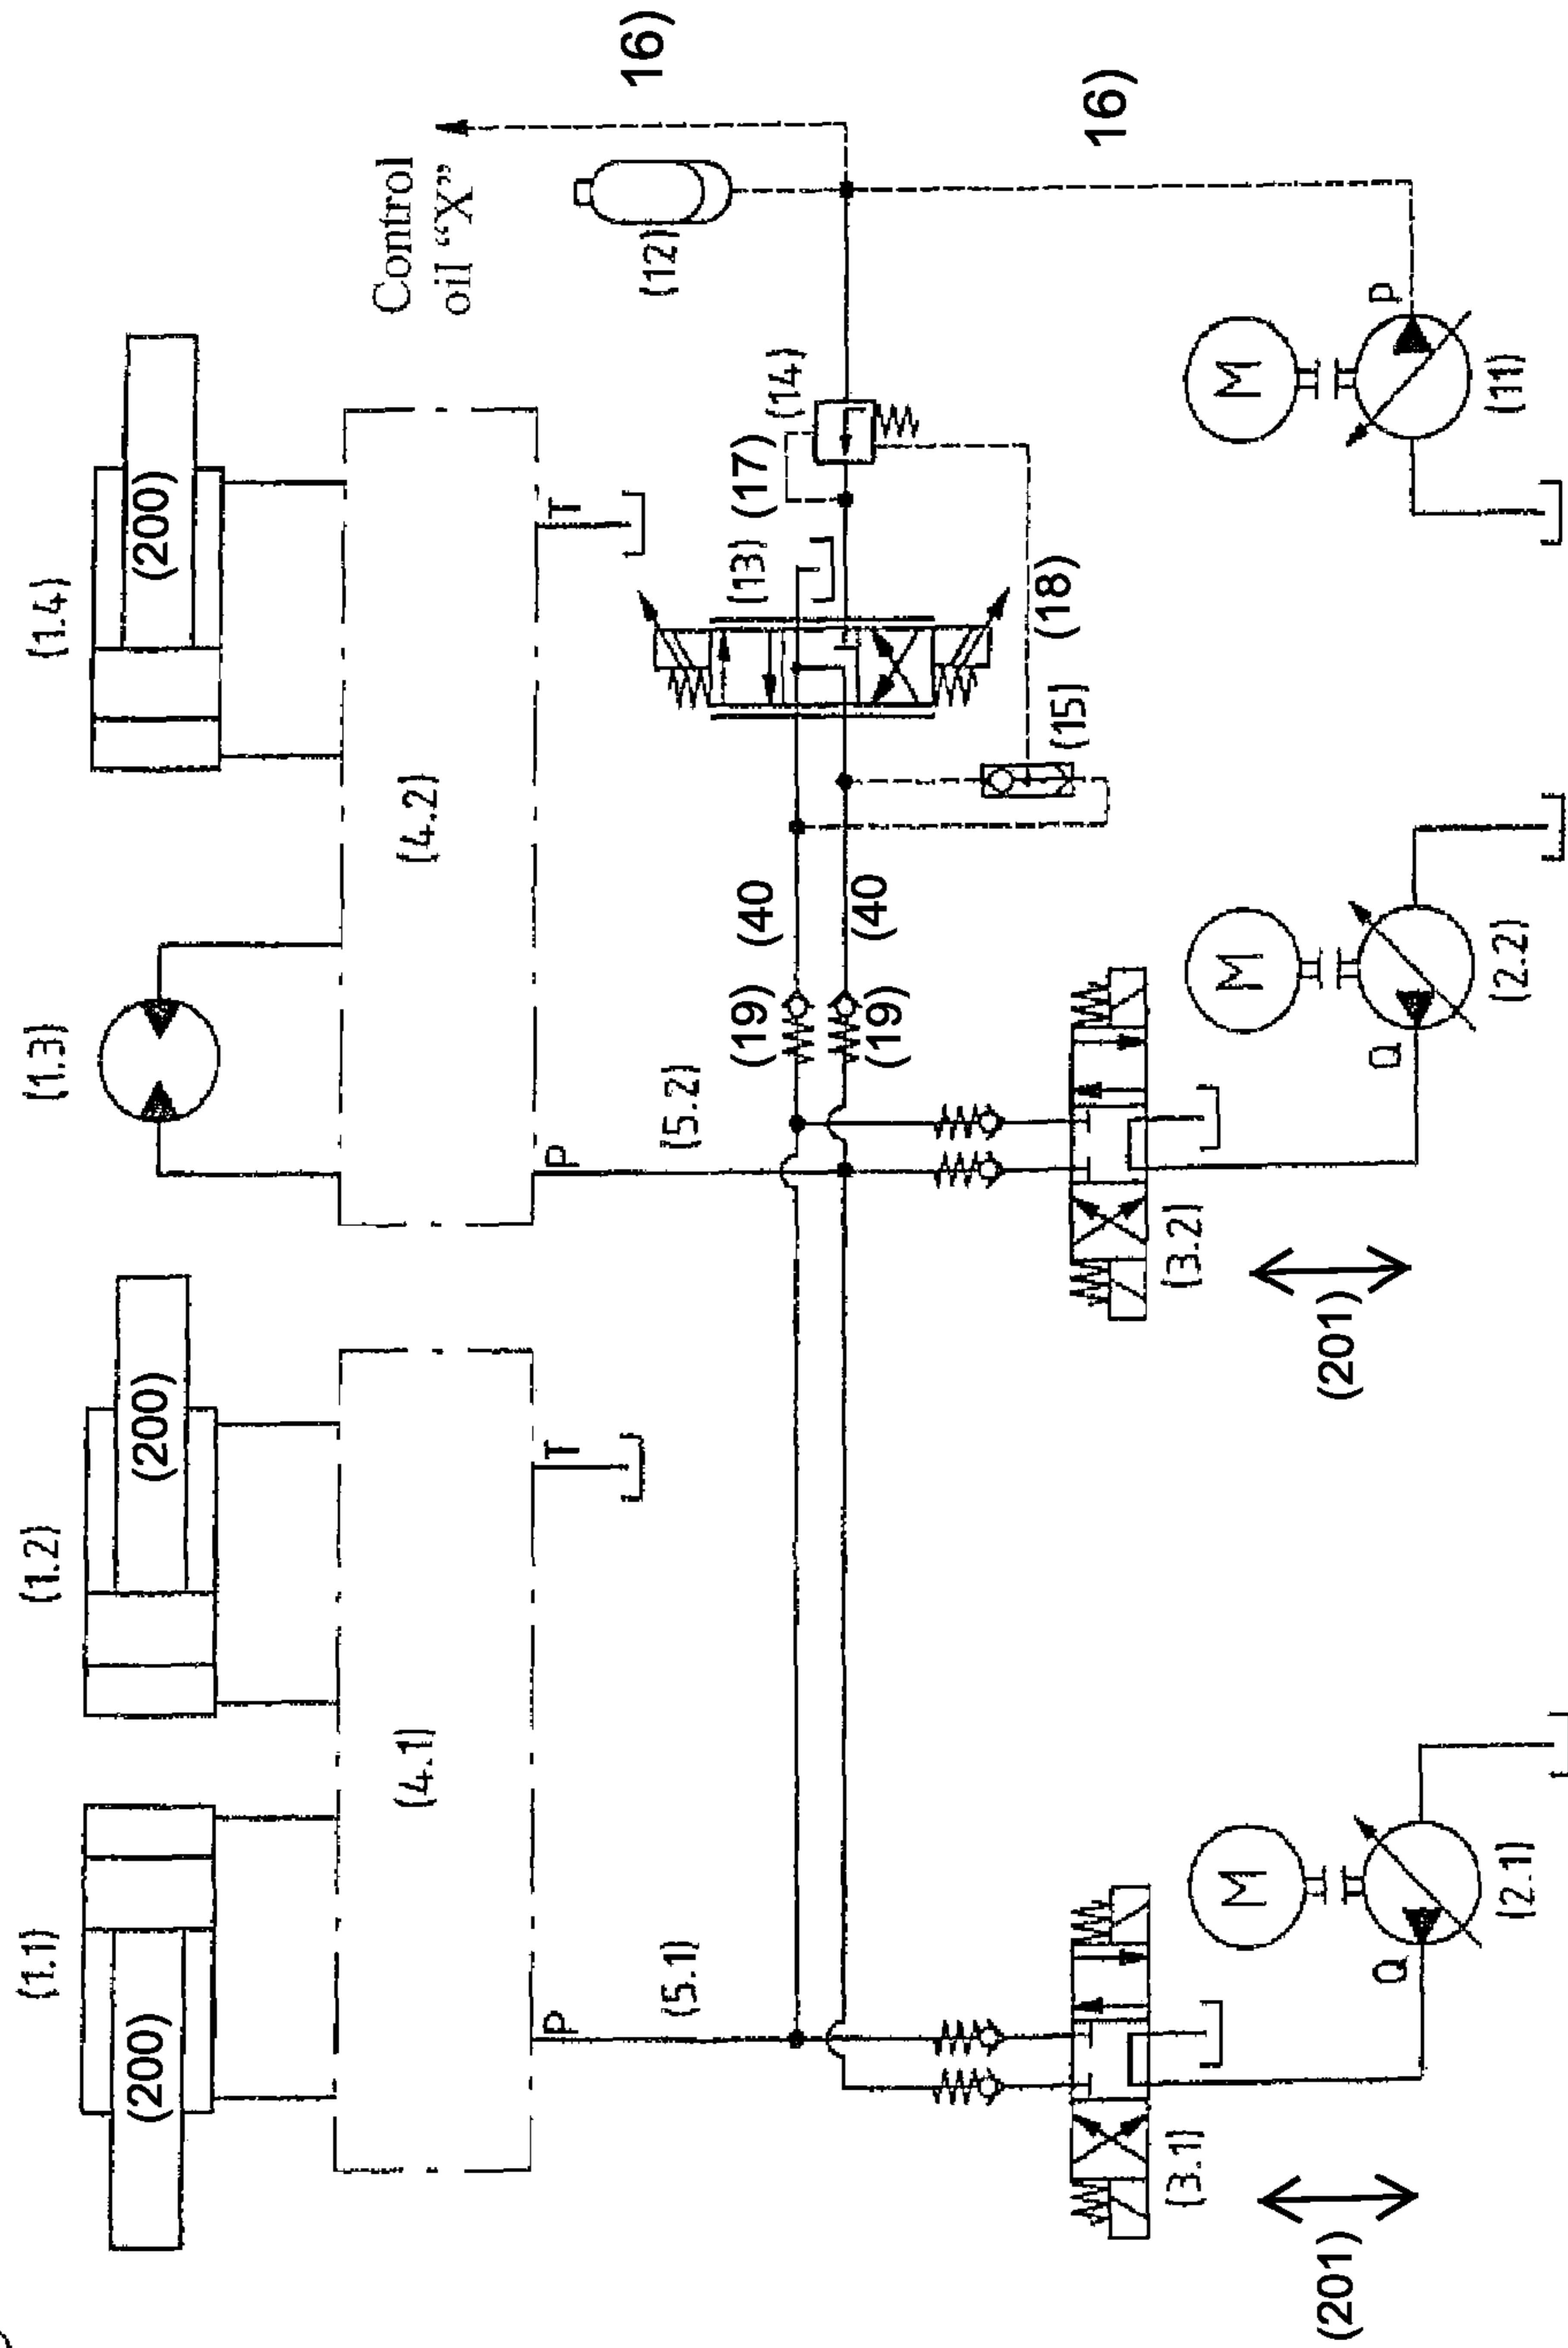 (1.1)
(200)
(1.2)
(200)
(1.3)
(1.4)
(200)
(4.1)
(4.2)
Control
oil “X”
16)
P
T
P
T
(5.1)
(5.2)
(12)
(19)
(40
(13)
(17)
(14)
(19)
(40
(15)
(18)
16)
(3.1)
(3.2)
M
M
M
(201)
(201)
Q
Q
P
(2.1)
(2.2)
(11)